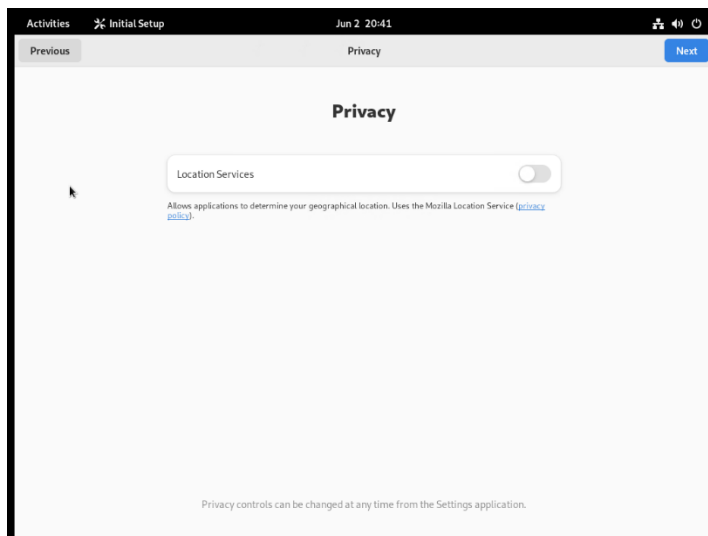 Activities Initial Setup Jun 2 20:41
Previous Privacy Next
Privacy
Location Services
Allows applications to determine your geographical location. Uses the Mozilla Location Service (privacy
policy).
Privacy controls can be changed at any time from the Settings application.